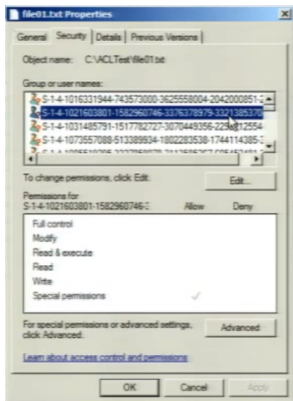 file01.txt Properties
General Security Details Previous Versions
Object name: C:\ACLTest\file01.txt
Group or user names:
S-1-4-1016331944-743573000-3625558004-2042000851-2
S-1-4-1021603801-1582960746-3376378979-3321385370
S-1-4-1031485791-1517782727-3070449356-
S-1-4-1073557088-513389934-1802283538-1744114385-
To change permissions, click Edit.
Edit...
Permissions for
S-1-4-1021603801-1582960746-3 Allow Deny
Full control
Modify
Read & execute
Read
Write
Special permissions
For special permissions or advanced settings,
click Advanced.
Advanced
Learn about access control and permissions
OK Cancel Apply